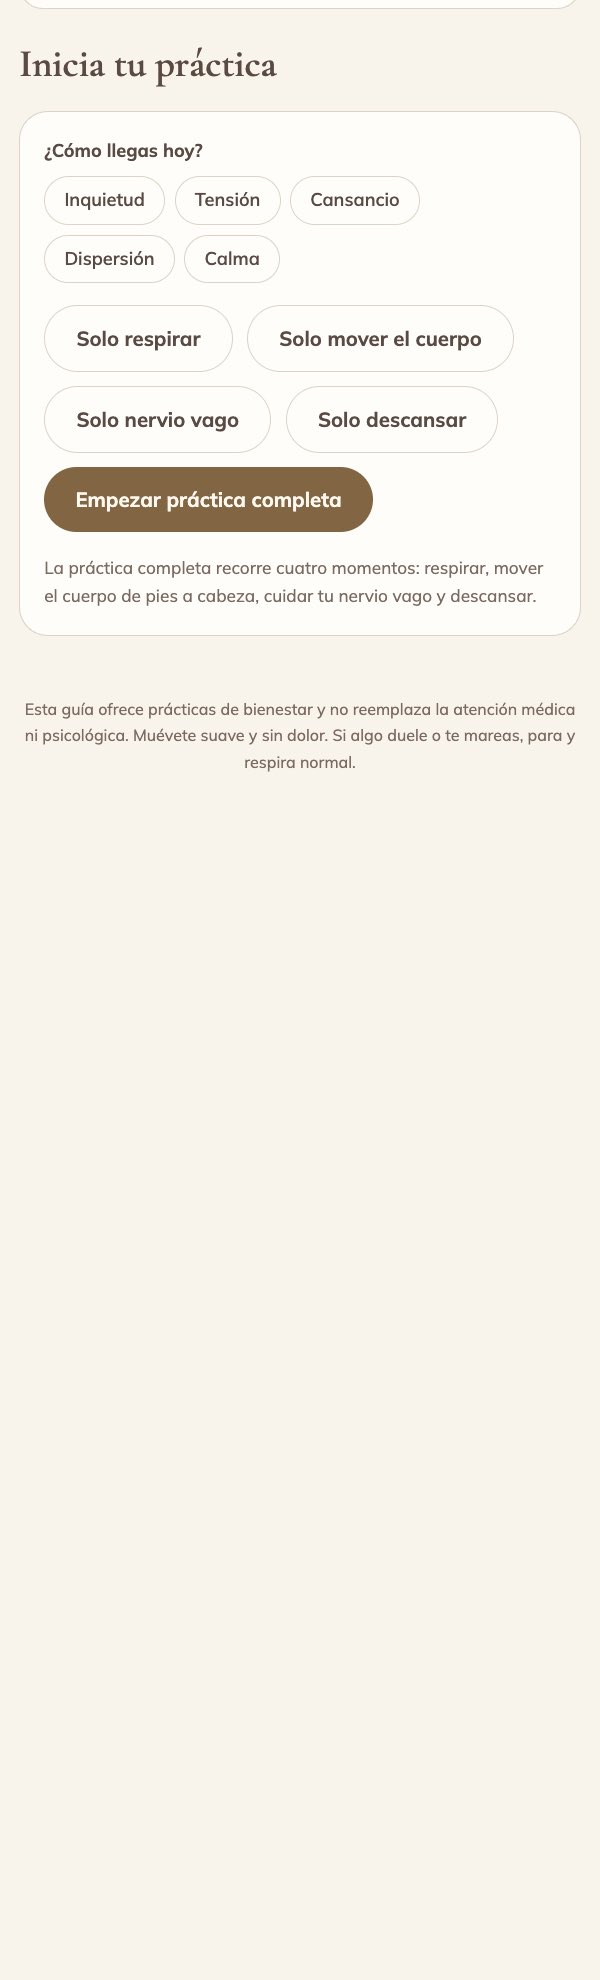 Inicia tu práctica
¿Cómo llegas hoy?
Inquietud
Tensión
Cansancio
Dispersión
Calma
Solo respirar
Solo mover el cuerpo
Solo nervio vago
Solo descansar
Empezar práctica completa
La práctica completa recorre cuatro momentos: respirar, mover
el cuerpo de pies a cabeza, cuidar tu nervio vago y descansar.
Esta guía ofrece prácticas de bienestar y no reemplaza la atención médica
ni psicológica. Muévete suave y sin dolor. Si algo duele o te mareas, para y
respira normal.